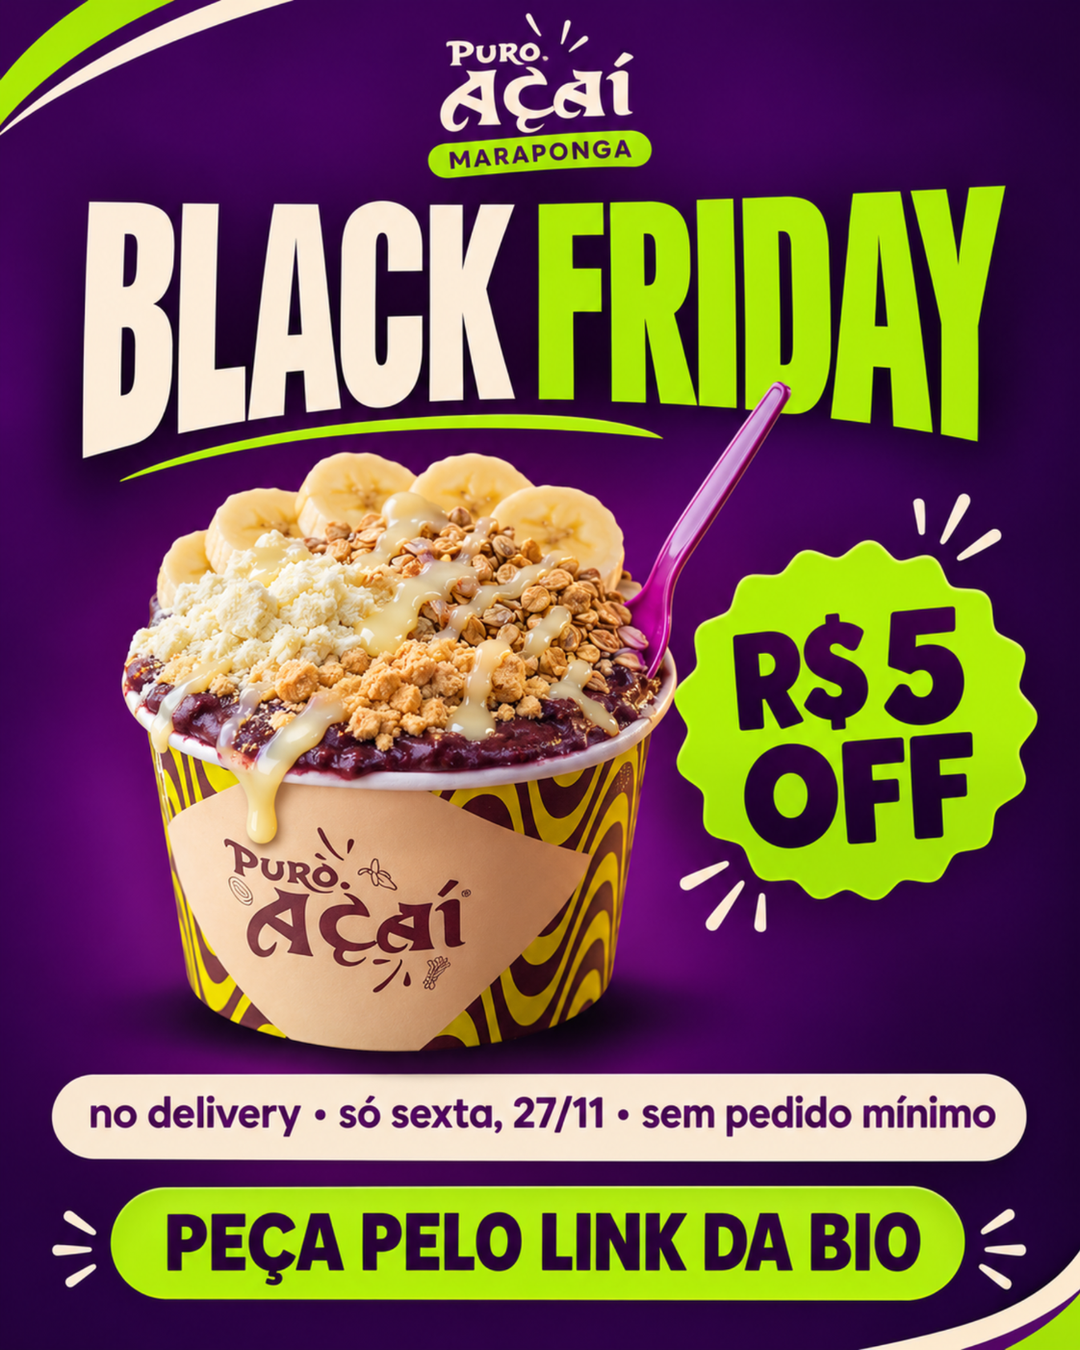 PURO.
AÇAÍ
MARAPONGA
BLACK FRIDAY
R$5
OFF
PURO.
AÇAÍ
no delivery • só sexta, 27/11 • sem pedido mínimo
PEÇA PELO LINK DA BIO